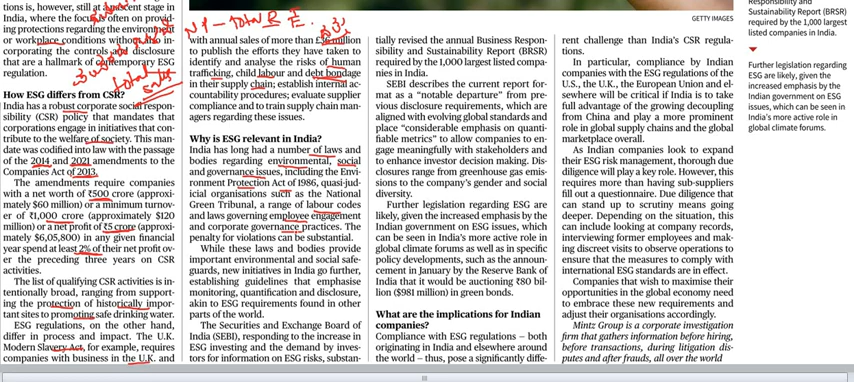 tions is, however, still at a nascent stage in
India, where the focus is often on provid-
ing protections regarding the environment
or workplace conditions without the in-
corporating the controls and disclosure
that are a hallmark of contemporary ESG
regulation.
How ESG differs from CSR?
India has a robust corporate social respon-
sibility (CSR) policy that mandates that
corporations engage in initiatives that con-
tribute to the welfare of society. This man-
date was codified into law with the passage
of the 2014 and 2021 amendments to the
Companies Act of 2013.
The amendments require companies
with a net worth of ₹500 crore (approxi-
mately $60 million) or a minimum turnov-
er of ₹1,000 crore (approximately $120
million) or a net profit of ₹5 crore (approxi-
mately $6,05,800) in any given financial
year spend at least 2% of their net profit ov-
er the preceding three years on CSR
activities.
The list of qualifying CSR activities is in-
tentionally broad, ranging from support-
ing the protection of historically impor-
tant sites to promoting safe drinking water.
ESG regulations, on the other hand,
differ in process and impact. The U.K.
Modern Slavery Act, for example, requires
companies with business in the U.K. and
with annual sales of more than million
to publish the efforts they have taken to
identify and analyse the risks of human
trafficking, child labour and debt bondage
in their supply chain; establish internal ac-
countability procedures; evaluate supplier
compliance and to train supply chain man-
agers regarding these issues.
Why is ESG relevant in India?
India has long had a number of laws and
bodies regarding environmental, social
and governance issues, including the Envi-
ronment Protection Act of 1986, quasi-jud-
icial organisations such as the National
Green Tribunal, a range of labour codes
and laws governing employee engagement
and corporate governance practices. The
penalty for violations can be substantial.
While these laws and bodies provide
important environmental and social safe-
guards, new initiatives in India go further,
establishing guidelines that emphasise
monitoring, quantification and disclosure,
akin to ESG requirements found in other
parts of the world.
The Securities and Exchange Board of
India (SEBI), responding to the increase in
ESG investing and the demand by inves-
tors for information on ESG risks, substan-
GETTY IMAGES
tially revised the annual Business Respon-
sibility and Sustainability Report (BRSR)
required by the 1,000 largest listed compa-
nies in India.
SEBI describes the current report for-
mat as a “notable departure” from pre-
vious disclosure requirements, which are
aligned with evolving global standards and
place “considerable emphasis on quanti-
fiable metrics” to allow companies to en-
gage meaningfully with stakeholders and
to enhance investor decision making. Dis-
closures range from greenhouse gas emis-
sions to the company’s gender and social
diversity.
Further legislation regarding ESG are
likely, given the increased emphasis by the
Indian government on ESG issues, which
can be seen in India’s more active role in
global climate forums as well as in specific
policy developments, such as the announ-
cement in January by the Reserve Bank of
India that it would be auctioning ₹80 bil-
lion ($981 million) in green bonds.
What are the implications for Indian
companies?
Compliance with ESG regulations – both
originating in India and elsewhere around
the world – thus, pose a significantly diffe-
rent challenge than India’s CSR regula-
tions.
In particular, compliance by Indian
companies with the ESG regulations of the
U.S., the U.K., the European Union and el-
sewhere will be critical if India is to take
full advantage of the growing decoupling
from China and play a more prominent
role in global supply chains and the global
marketplace overall.
As Indian companies look to expand
their ESG risk management, thorough due
diligence will play a key role. However, this
requires more than having sub-suppliers
fill out a questionnaire. Due diligence that
can stand up to scrutiny means going
deeper. Depending on the situation, this
can include looking at company records,
interviewing former employees and mak-
ing discreet visits to observe operations to
ensure that the measures to comply with
international ESG standards are in effect.
Companies that wish to maximise their
opportunities in the global economy need
to embrace these new requirements and
adjust their organisations accordingly.
Mintz Group is a corporate investigation
firm that gathers information before hiring,
before transactions, during litigation dis-
putes and after frauds, all over the world
Responsibility and
Sustainability Report (BRSR)
required by the 1,000 largest
listed companies in India.
Further legislation regarding
ESG are likely, given the
increased emphasis by the
Indian government on ESG
issues, which can be seen in
India’s more active role in
global climate forums.
NP – total R E
total
sales